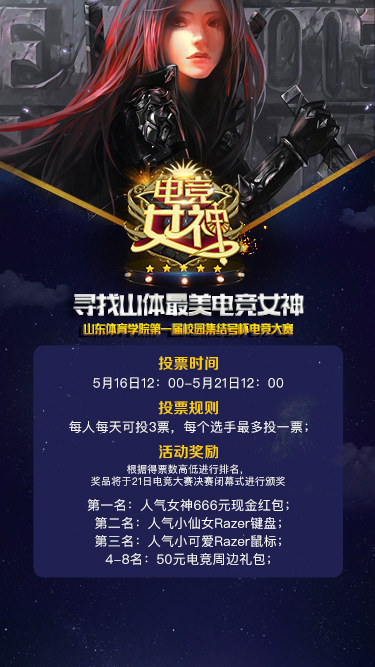 电竞
女神
寻找山体最美电竞女神
山东体育学院第一届校园集结号杯电竞大赛
投票时间
5月16日12：00-5月21日12：00
投票规则
每人每天可投3票，每个选手最多投一票；
活动奖励
根据得票数高低进行排名，
奖品将于21日电竞大赛决赛闭幕式进行颁奖
第一名：人气女神666元现金红包；
第二名：人气小仙女Razer键盘；
第三名：人气小可爱Razer鼠标；
4-8名：50元电竞周边礼包；